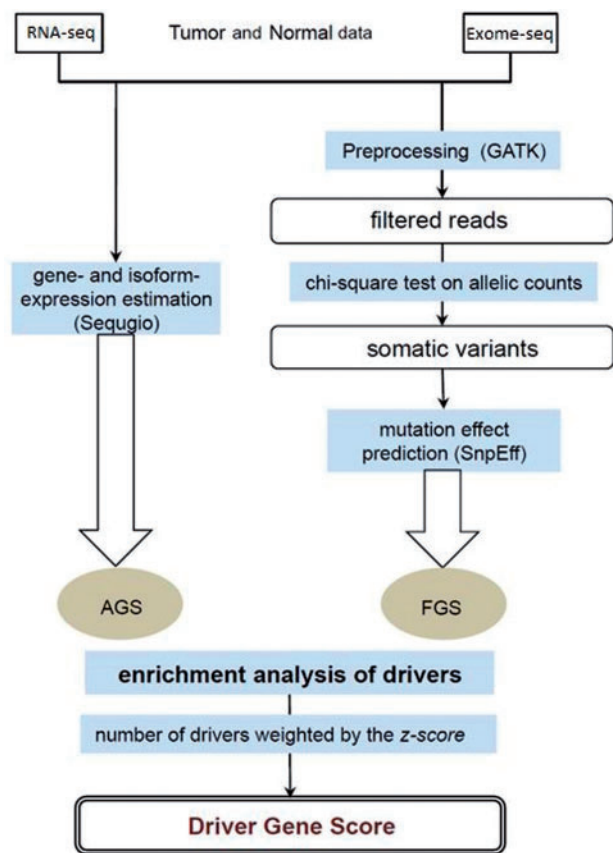 RNA-seq
Tumor and Normal data
Exome-seq
Preprocessing (GATK)
filtered reads
gene- and isoform-
expression estimation
(Sequgio)
chi-square test on allelic counts
somatic variants
mutation effect
prediction (SnpEff)
AGS
FGS
enrichment analysis of drivers
number of drivers weighted by the z-score
Driver Gene Score